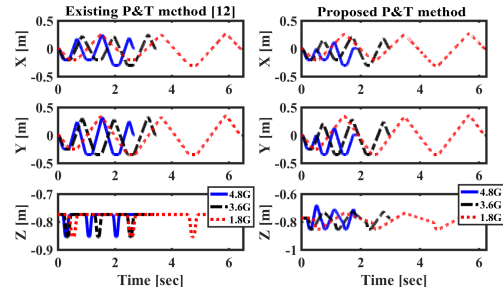 Existing P&T method [12]
0.5
0
-0.5
X [m]
0 2 4 6
0.5
0
0.5
Y [m]
0 2 4 6
-0.7
-0.8
-0.9
Z [m]
4.8G
3.6G
1.8G
0 2 4 6
Time [sec]
Proposed P&T method
0.5
0
-0.5
X [m]
0 2 4 6
0.5
0
0.5
Y [m]
0 2 4 6
-0.6
-0.8
-1
Z [m]
4.8G
3.6G
1.8G
0 2 4 6
Time [sec]